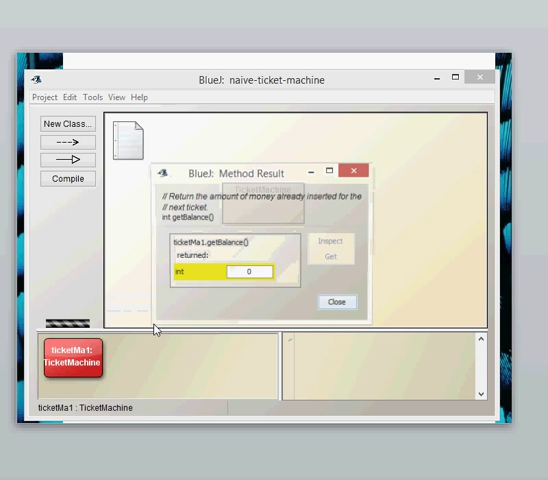 BlueJ: naive-ticket-machine
Project Edit Tools View Help
New Class...
Compile
BlueJ: Method Result
TicketMachine
// Return the amount of money already inserted for the
// next ticket.
int getBalance()
ticketMa1.getBalance()
returned:
int 0
Inspect
Get
Close
ticketMa1:
TicketMachine
ticketMa1 : TicketMachine